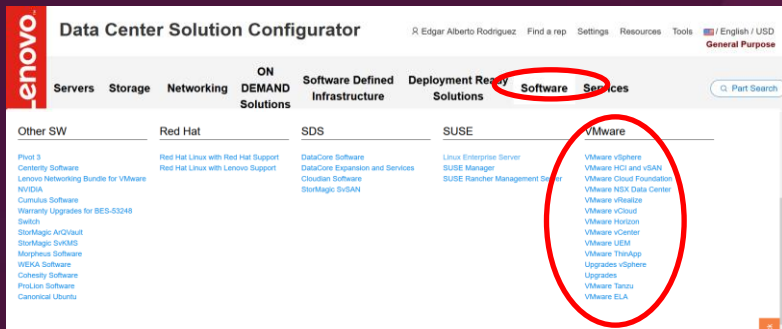 Lenovo.
Data Center Solution Configurator
Edgar Alberto Rodriguez Find a rep Settings Resources Tools / English / USD
General Purpose
Servers
Storage
Networking
ON
DEMAND
Solutions
Software Defined
Infrastructure
Deployment Ready
Solutions
Software
Services
Part Search
Other SW
Pivot 3
Centerity Software
Lenovo Networking Bundle for VMware
NVIDIA
Cumulus Software
Warranty Upgrades for BES-53248
Switch
StorMagic ArQVault
StorMagic SvKMS
Morpheus Software
WEKA Software
Cohesity Software
ProLion Software
Canonical Ubuntu
Red Hat
Red Hat Linux with Red Hat Support
Red Hat Linux with Lenovo Support
SDS
DataCore Software
DataCore Expansion and Services
Cloudian Software
StorMagic SvSAN
SUSE
Linux Enterprise Server
SUSE Manager
SUSE Rancher Management Server
VMware
VMware vSphere
VMware HCI and vSAN
VMware Cloud Foundation
VMware NSX Data Center
VMware vRealize
VMware vCloud
VMware Horizon
VMware vCenter
VMware UEM
VMware ThinApp
Upgrades vSphere
Upgrades
VMware Tanzu
VMware ELA